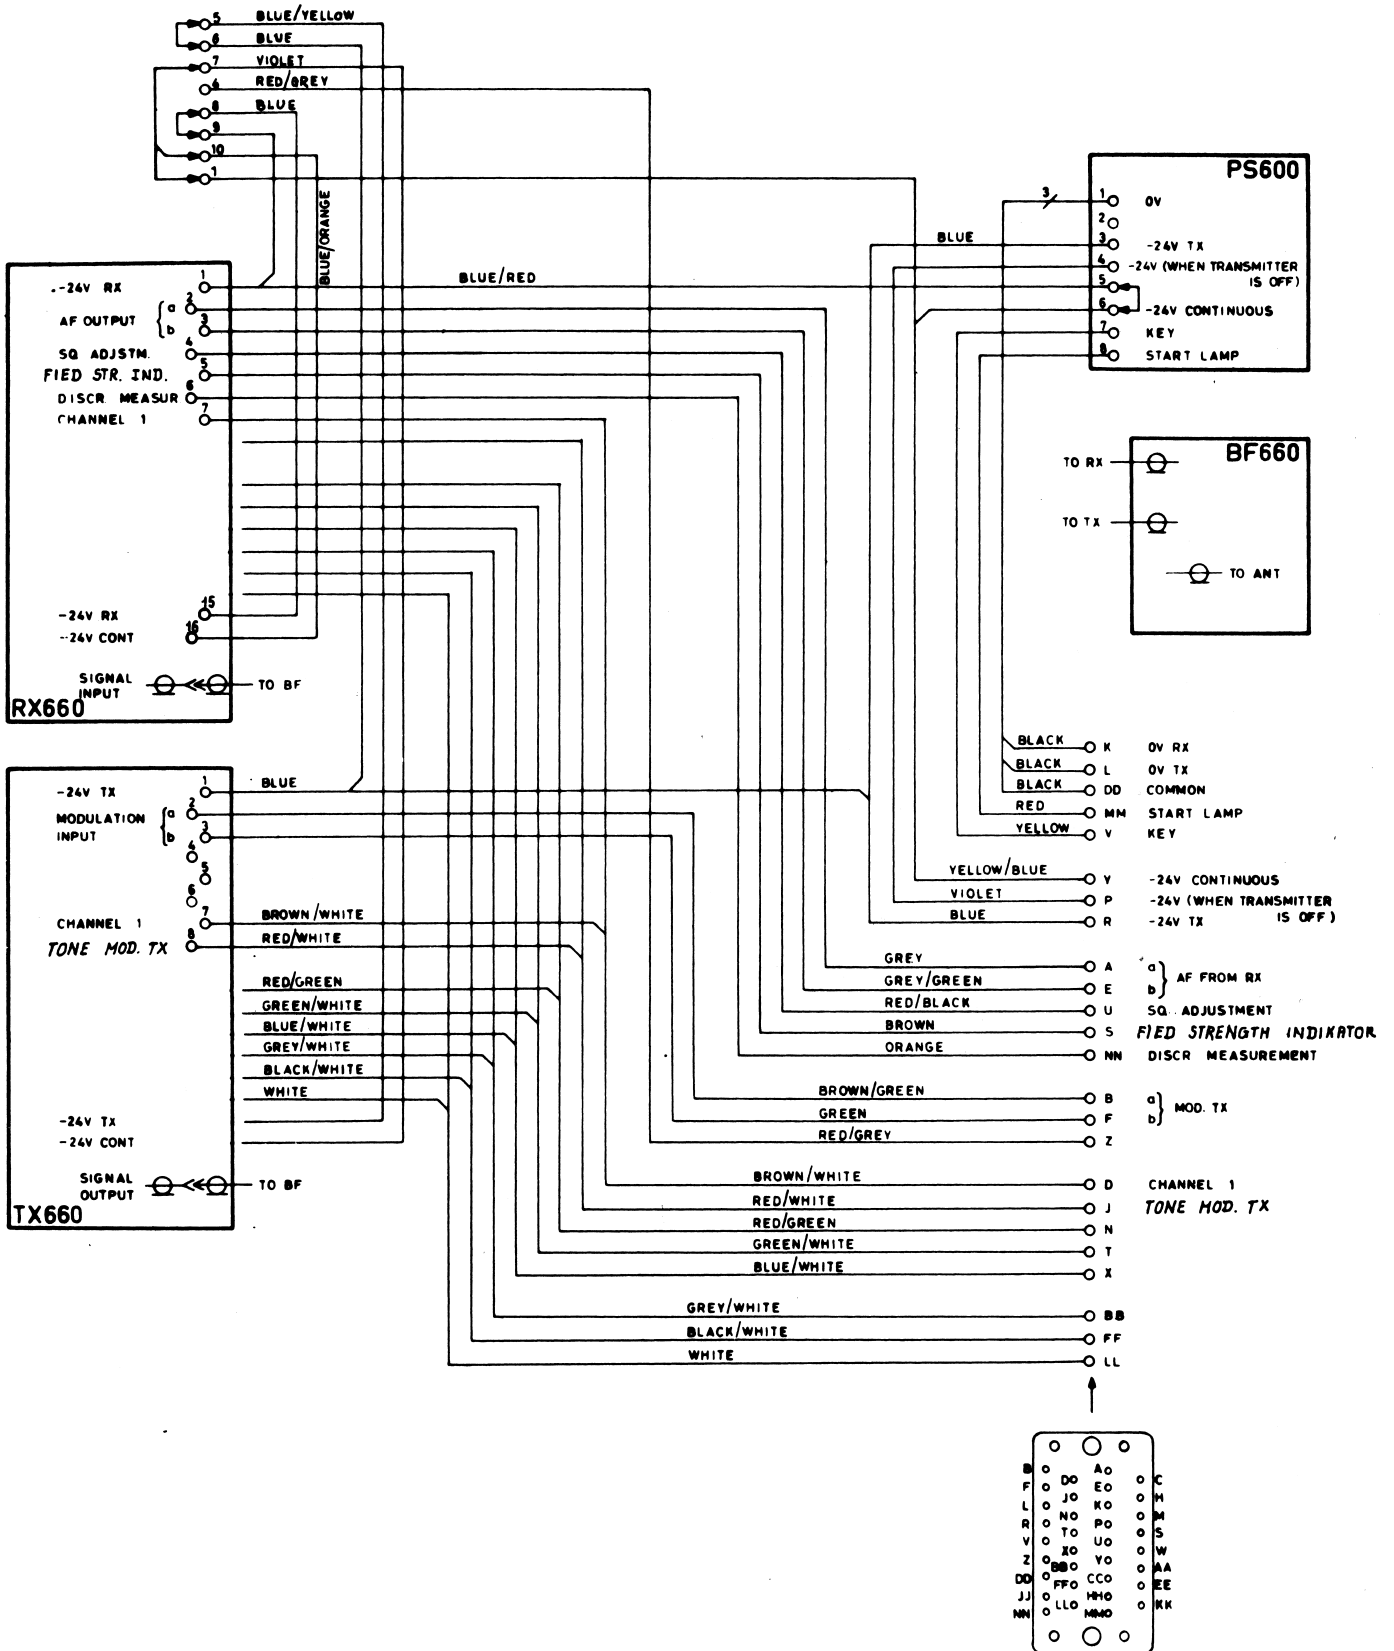 5 BLUE/YELLOW
6 BLUE
7 VIOLET
4 RED/GREY
8 BLUE
9
10
1
BLUE/ORANGE
PS600
3
1 0V
2
BLUE
3 -24V TX
4 -24V (WHEN TRANSMITTER
IS OFF)
5
6 -24V CONTINUOUS
7 KEY
8 START LAMP
BLUE/RED
-24V RX 1
AF OUTPUT a 2
b 3
SQ ADJSTM. 4
FIED STR. IND. 5
DISCR. MEASUR 6
CHANNEL 1 7
-24V RX 15
-24V CONT 16
SIGNAL
INPUT
TO BF
RX660
BF660
TO RX
TO TX
TO ANT
-24V TX 1 BLUE
MODULATION a 2
INPUT b 3
4
5
6
CHANNEL 1 7 BROWN/WHITE
TONE MOD. TX 8 RED/WHITE
RED/GREEN
GREEN/WHITE
BLUE/WHITE
GREY/WHITE
BLACK/WHITE
WHITE
-24V TX
-24V CONT
SIGNAL
OUTPUT
TO BF
TX660
BLACK K 0V RX
BLACK L 0V TX
BLACK DD COMMON
RED MM START LAMP
YELLOW V KEY
YELLOW/BLUE Y -24V CONTINUOUS
VIOLET P -24V (WHEN TRANSMITTER
IS OFF)
BLUE R -24V TX
GREY A a
AF FROM RX
GREY/GREEN E b
RED/BLACK U SQ. ADJUSTMENT
BROWN S FIED STRENGTH INDIKATOR
ORANGE NN DISCR MEASUREMENT
BROWN/GREEN B a
MOD. TX
GREEN F b
RED/GREY Z
BROWN/WHITE D CHANNEL 1
RED/WHITE J TONE MOD. TX
RED/GREEN N
GREEN/WHITE T
BLUE/WHITE X
GREY/WHITE BB
BLACK/WHITE FF
WHITE LL
B A
D C
F E
J H
L K
N M
R P
T S
V U
X W
Z Y
BB AA
DD CC
FF EE
JJ HH
LL KK
NN MM